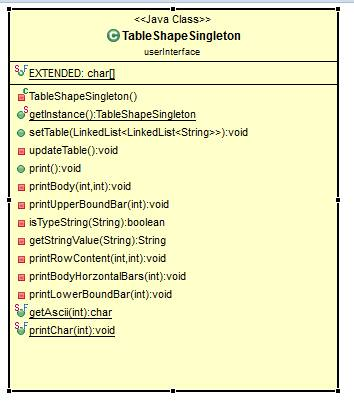 <<Java Class>>
TableShapeSingleton
userInterface
EXTENDED: char[]
TableShapeSingleton()
getInstance():TableShapeSingleton
setTable(LinkedList<LinkedList<String>>):void
updateTable():void
print():void
printBody(int,int):void
printUpperBoundBar(int):void
isTypeString(String):boolean
getStringValue(String):String
printRowContent(int,int):void
printBodyHorzontalBars(int):void
printLowerBoundBar(int):void
getAscii(int):char
printChar(int):void